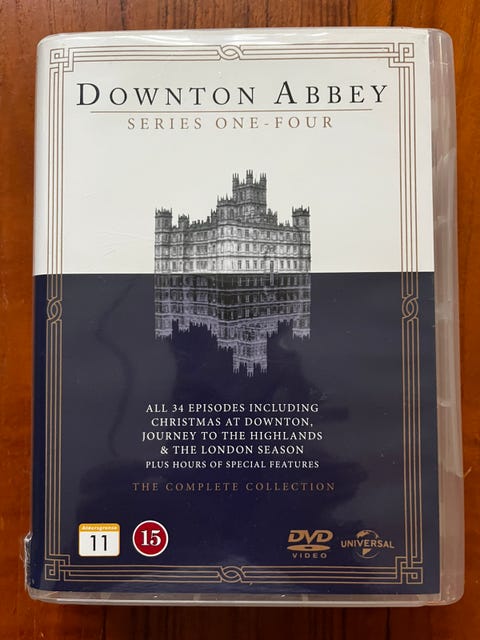 DOWNTON ABBEY
SERIES ONE-FOUR
ALL 34 EPISODES INCLUDING
CHRISTMAS AT DOWNTON,
JOURNEY TO THE HIGHLANDS
& THE LONDON SEASON
PLUS HOURS OF SPECIAL FEATURES
THE COMPLETE COLLECTION
Aldersgrense
11
15
DVD
VIDEO
UNIVERSAL